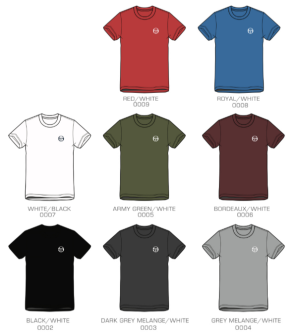 RED/WHITE
0009
ROYAL/WHITE
0008
WHITE/BLACK
0007
ARMY GREEN/WHITE
0005
BORDEAUX/WHITE
0006
BLACK/WHITE
0002
DARK GREY MELANGE/WHITE
0003
GREY MELANGE/WHITE
0004